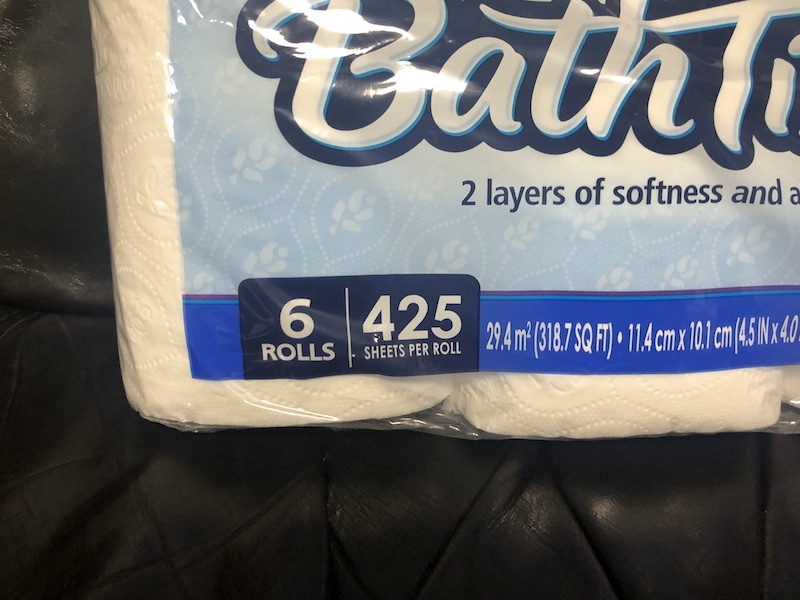 Bath Ti
2 layers of softness and a
6 ROLLS
425 SHEETS PER ROLL
29.4 m² (318.7 SQ FT) • 11.4 cm x 10.1 cm (4.5 IN x 4.0